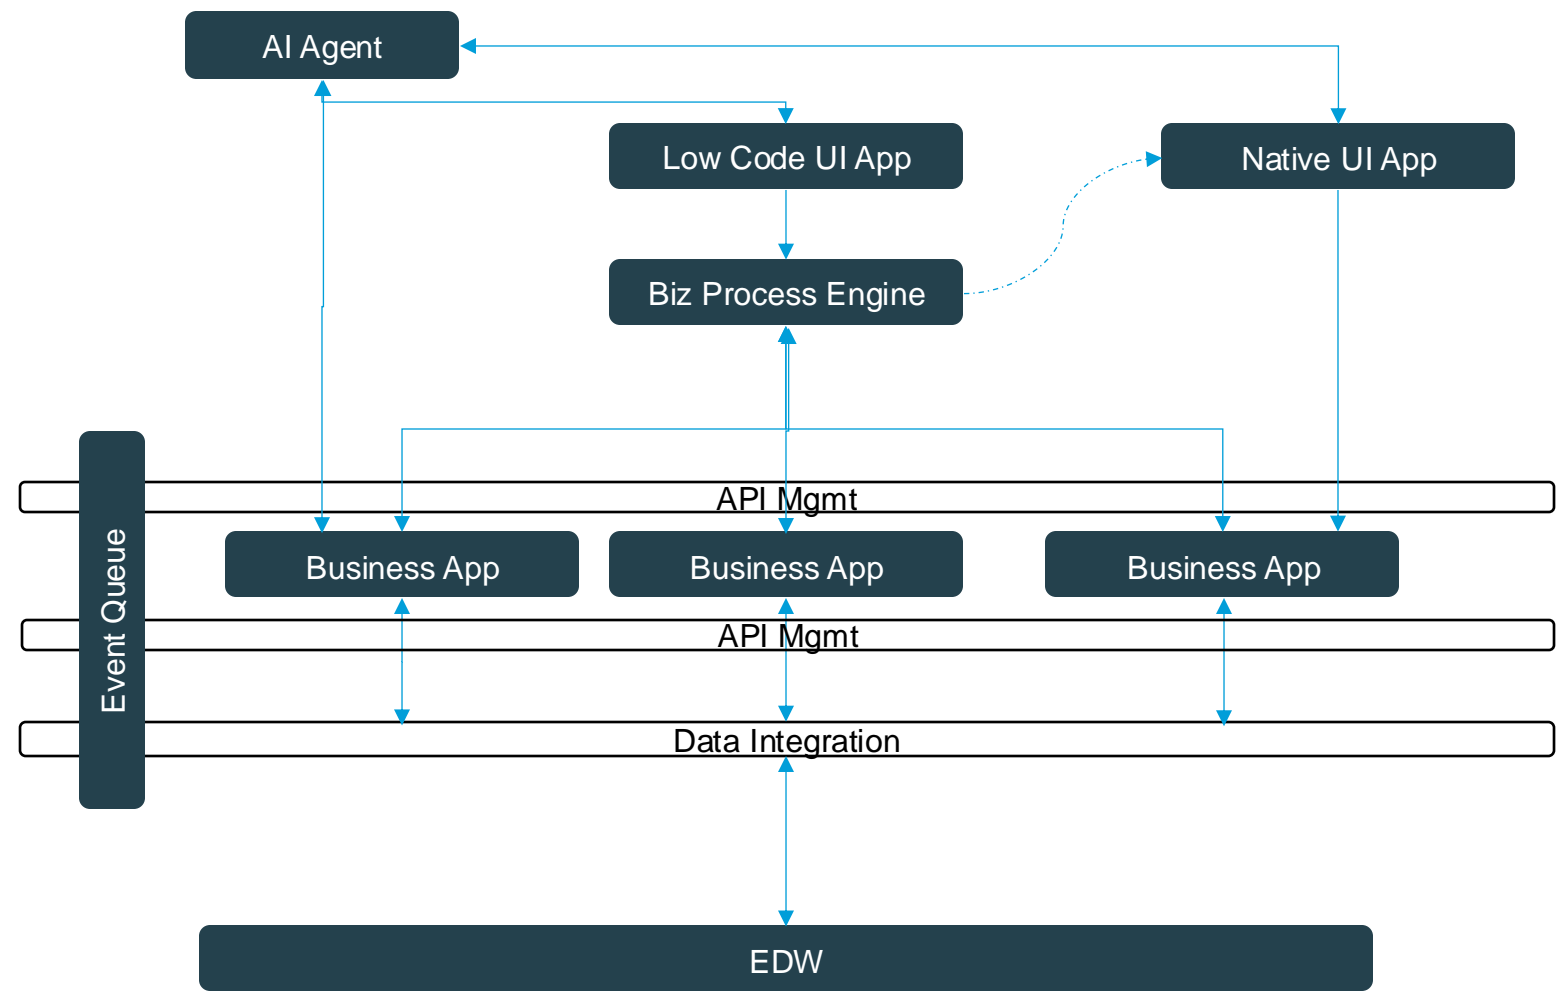 AI Agent
Low Code UI App
Native UI App
Biz Process Engine
API Mgmt
Business App
Business App
Business App
Event Queue
API Mgmt
Data Integration
EDW